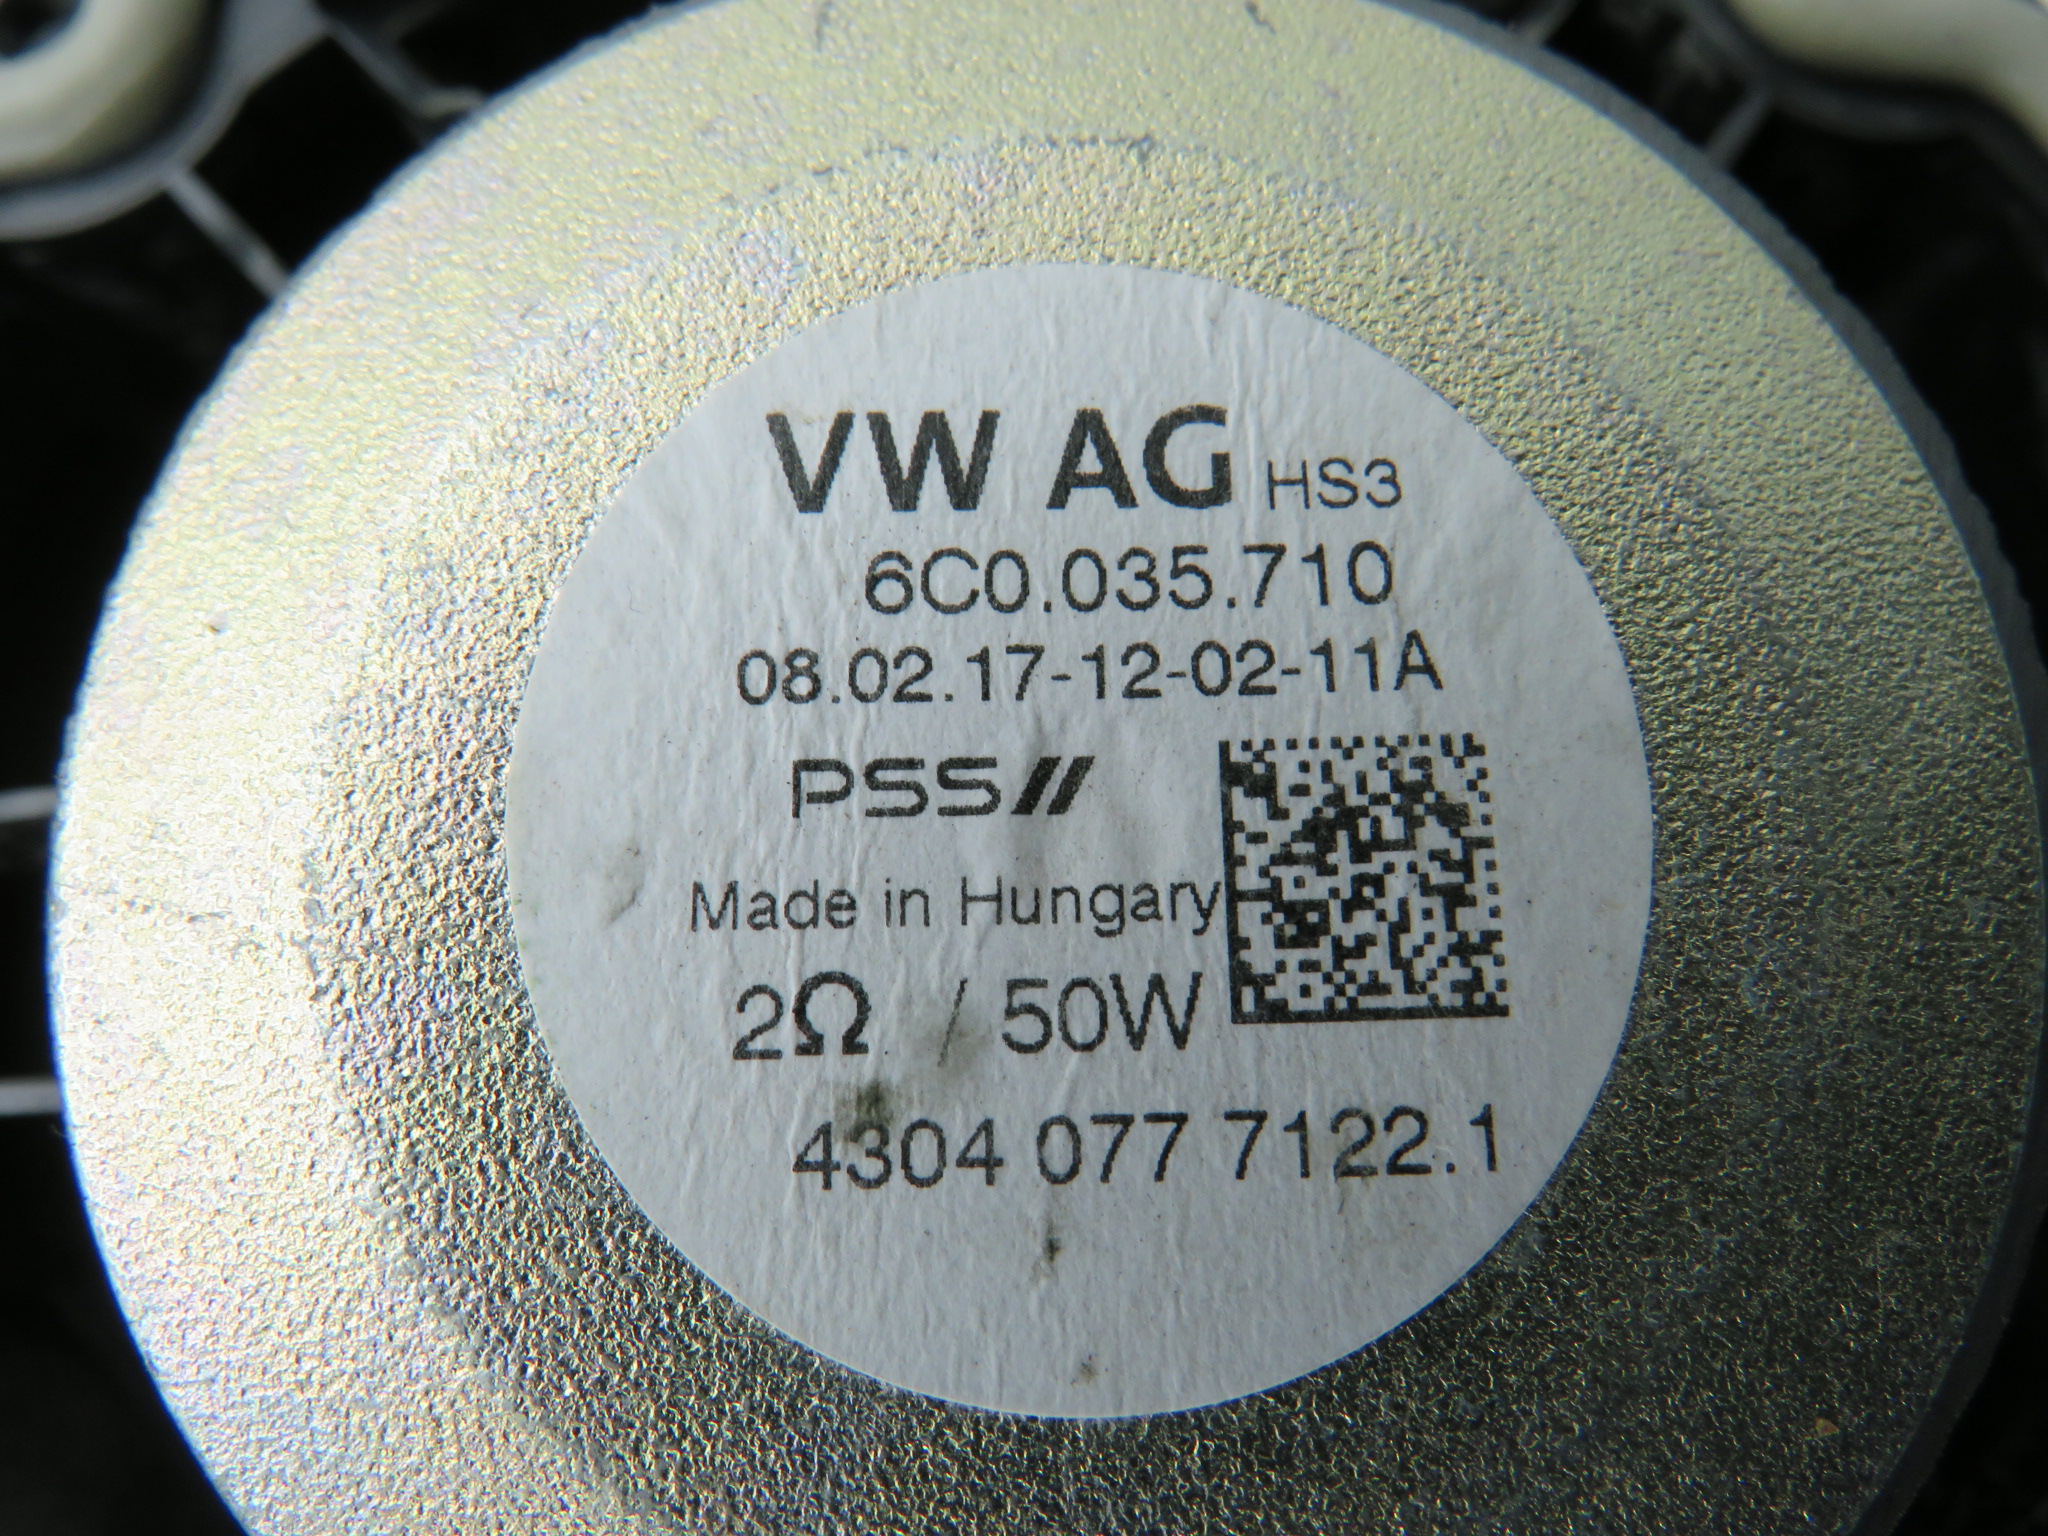 VW AG HS3
6C0.035.710
08.02.17-12-02-11A
PSS
Made in Hungary
2Ω / 50W
4304 077 7122.1